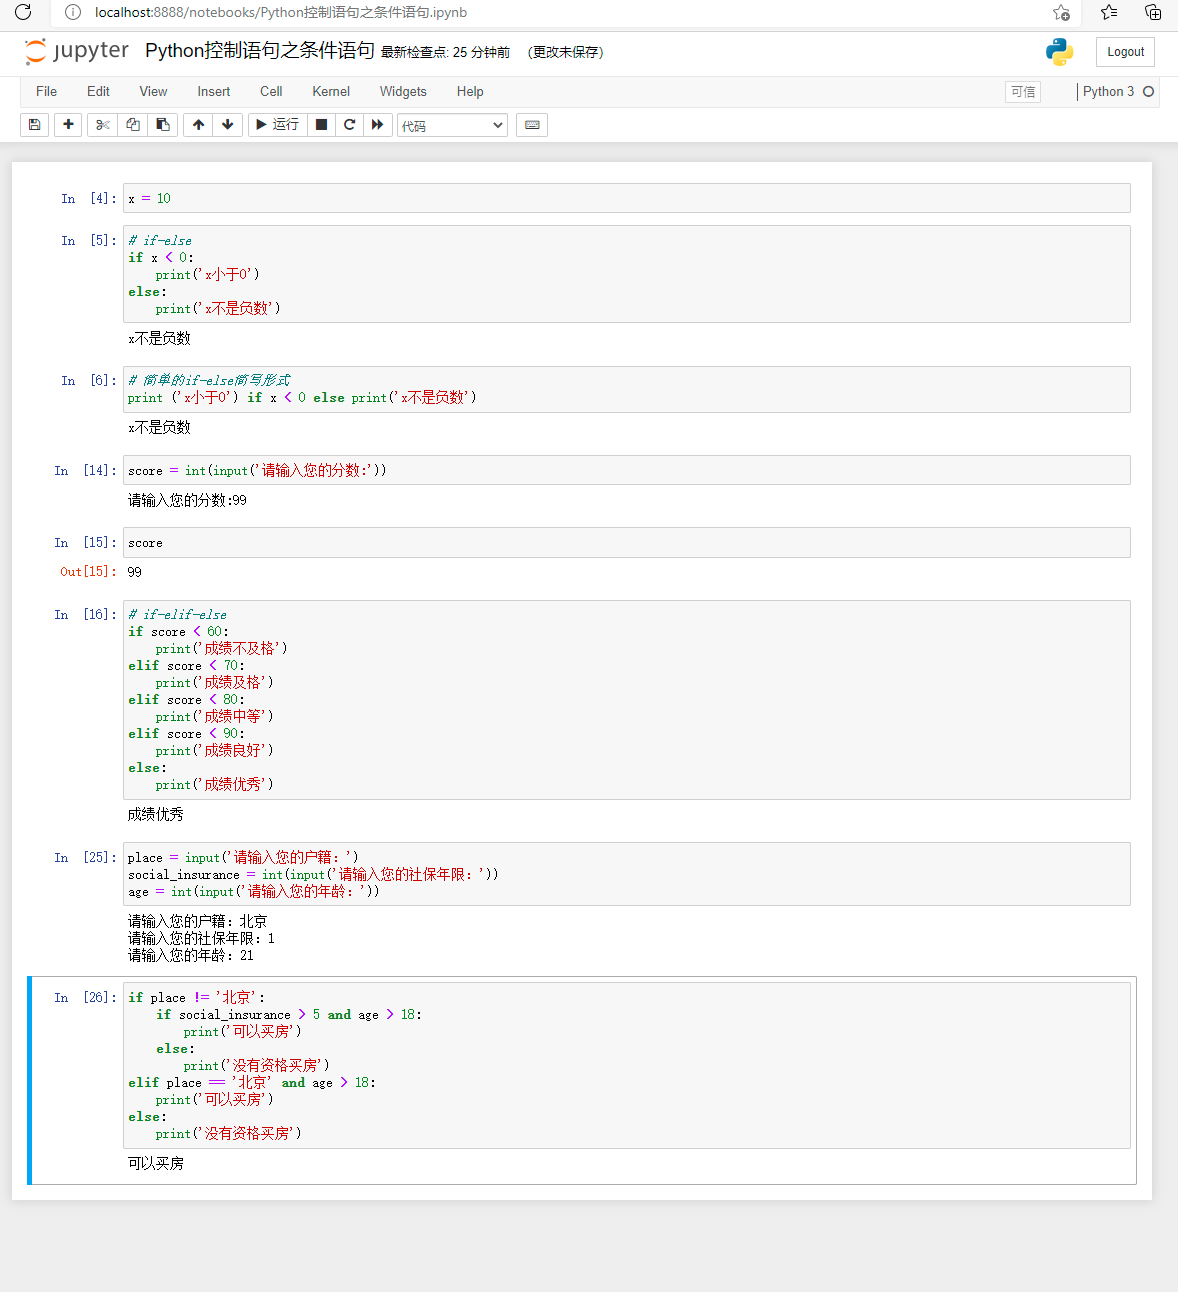 localhost:8888/notebooks/Python控制语句之条件语句.ipynb
jupyter Python控制语句之条件语句 最新检查点: 25 分钟前 (更改未保存) Logout
File Edit View Insert Cell Kernel Widgets Help 可信 Python 3
运行 代码
In [4]: x = 10
In [5]: # if-else
if x < 0:
    print('x小于0')
else:
    print('x不是负数')
x不是负数
In [6]: # 简单的if-else简写形式
print ('x小于0') if x < 0 else print('x不是负数')
x不是负数
In [14]: score = int(input('请输入您的分数:'))
请输入您的分数:99
In [15]: score
Out[15]: 99
In [16]: # if-elif-else
if score < 60:
    print('成绩不及格')
elif score < 70:
    print('成绩及格')
elif score < 80:
    print('成绩中等')
elif score < 90:
    print('成绩良好')
else:
    print('成绩优秀')
成绩优秀
In [25]: place = input('请输入您的户籍：')
social_insurance = int(input('请输入您的社保年限：'))
age = int(input('请输入您的年龄：'))
请输入您的户籍：北京
请输入您的社保年限：1
请输入您的年龄：21
In [26]: if place != '北京':
    if social_insurance > 5 and age > 18:
        print('可以买房')
    else:
        print('没有资格买房')
elif place == '北京' and age > 18:
    print('可以买房')
else:
    print('没有资格买房')
可以买房